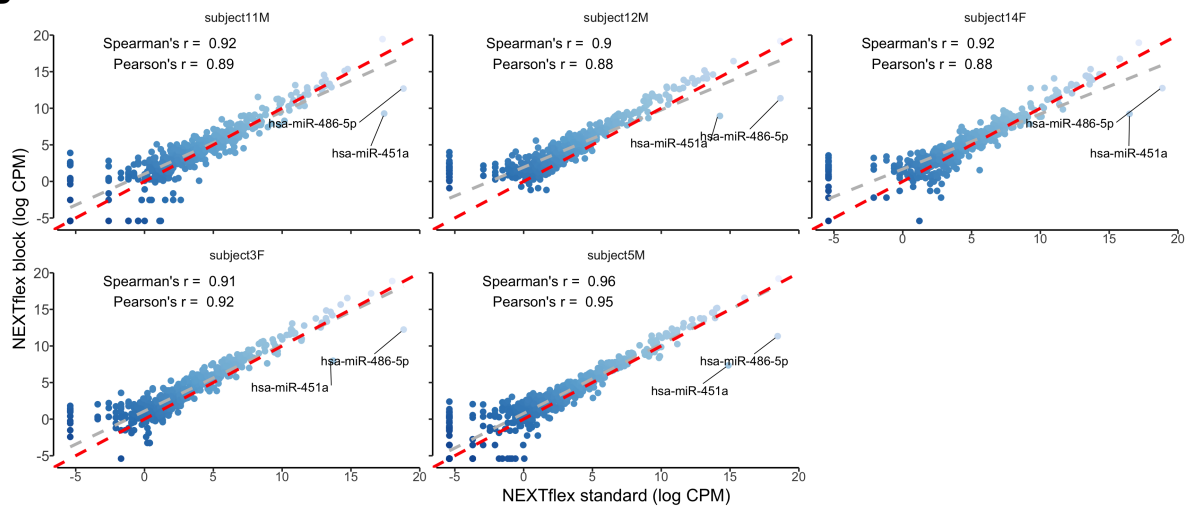 subject11M
subject12M
subject14F
Spearman's r = 0.92
Pearson's r = 0.89
Spearman's r = 0.9
Pearson's r = 0.88
Spearman's r = 0.92
Pearson's r = 0.88
20
15
10
5
0
-5
hsa-miR-486-5p
hsa-miR-451a
hsa-miR-451a
hsa-miR-486-5p
hsa-miR-486-5p
hsa-miR-451a
-5
0
5
10
15
20
NEXTflex block (log CPM)
subject3F
subject5M
Spearman's r = 0.91
Pearson's r = 0.92
Spearman's r = 0.96
Pearson's r = 0.95
20
15
10
5
0
-5
hsa-miR-486-5p
hsa-miR-451a
hsa-miR-486-5p
hsa-miR-451a
-5
0
5
10
15
20
-5
0
5
10
15
20
NEXTflex standard (log CPM)